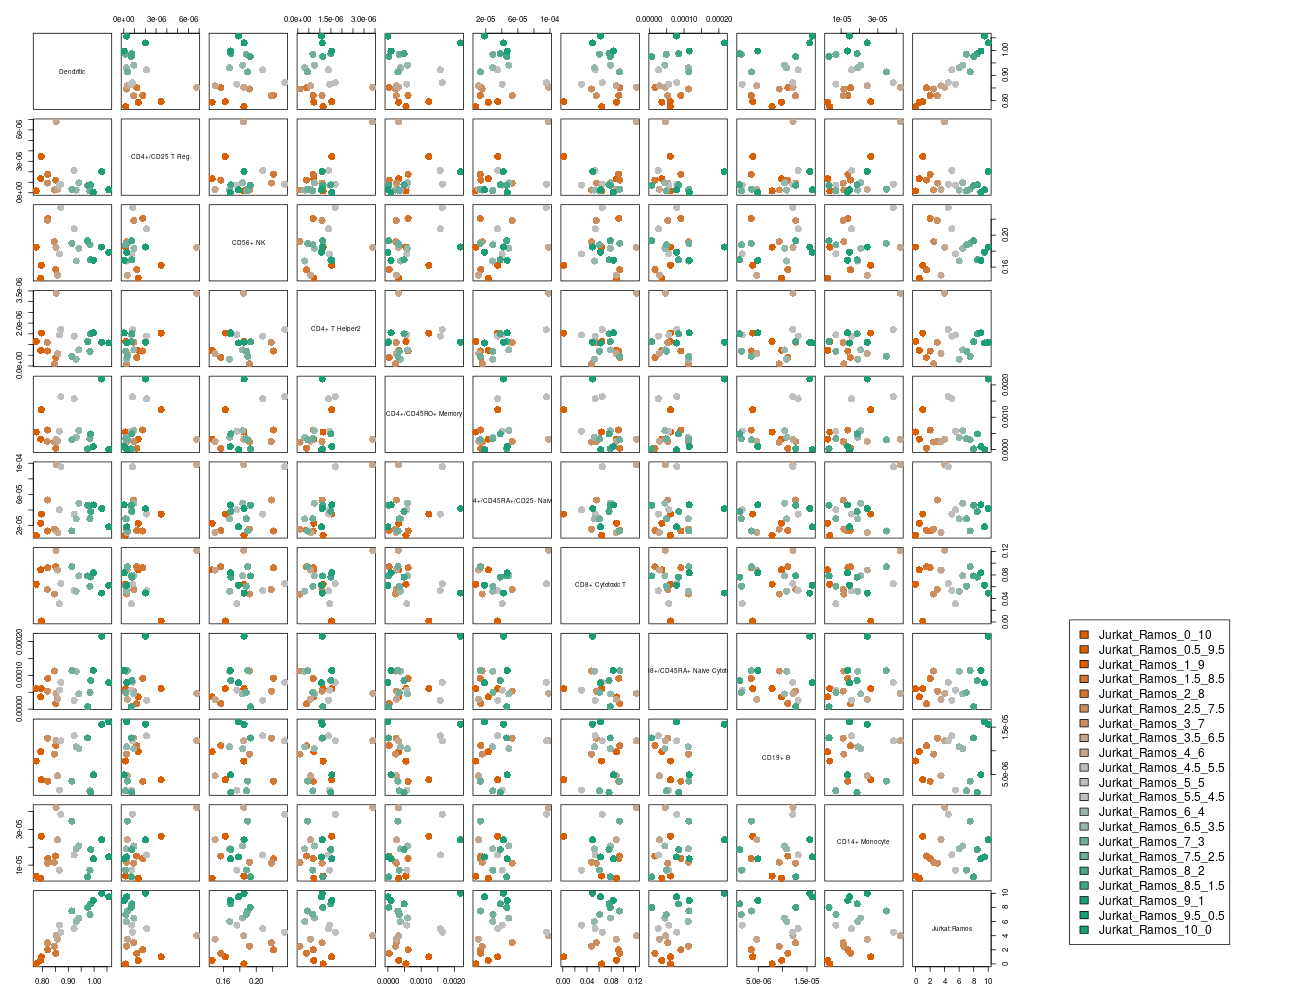 0e+00 3e-06 6e-06 0.0e+00 1.5e-06 3.0e-06 2e-05 6e-05 1e-04 0.00000 0.00010 0.00020 1e-05 3e-05
Dendritic
0.80 0.90 1.00
0e+00 3e-06 6e-06
CD4+/CD25 T Reg
CD56+ NK
0.16 0.20
0.0e+00 2.0e-06 3.5e-06
CD4+ T Helper2
CD4+/CD45RO+ Memory
0.0000 0.0010 0.0020
2e-05 6e-05 1e-04
4+/CD45RA+/CD25- Naiv
CD8+ Cytotoxic T
0.00 0.04 0.08 0.12
0.00000 0.00010 0.00020
8+/CD45RA+ Naive Cytot
CD19+ B
5.0e-06 1.5e-05
1e-05 3e-05
CD14+ Monocyte
Jurkat:Ramos
0 2 4 6 8 10
0.80 0.90 1.00 0.16 0.20 0.0000 0.0010 0.0020 0.00 0.04 0.08 0.12 5.0e-06 1.5e-05 0 2 4 6 8 10
Jurkat_Ramos_0_10
Jurkat_Ramos_0.5_9.5
Jurkat_Ramos_1_9
Jurkat_Ramos_1.5_8.5
Jurkat_Ramos_2_8
Jurkat_Ramos_2.5_7.5
Jurkat_Ramos_3_7
Jurkat_Ramos_3.5_6.5
Jurkat_Ramos_4_6
Jurkat_Ramos_4.5_5.5
Jurkat_Ramos_5_5
Jurkat_Ramos_5.5_4.5
Jurkat_Ramos_6_4
Jurkat_Ramos_6.5_3.5
Jurkat_Ramos_7_3
Jurkat_Ramos_7.5_2.5
Jurkat_Ramos_8_2
Jurkat_Ramos_8.5_1.5
Jurkat_Ramos_9_1
Jurkat_Ramos_9.5_0.5
Jurkat_Ramos_10_0